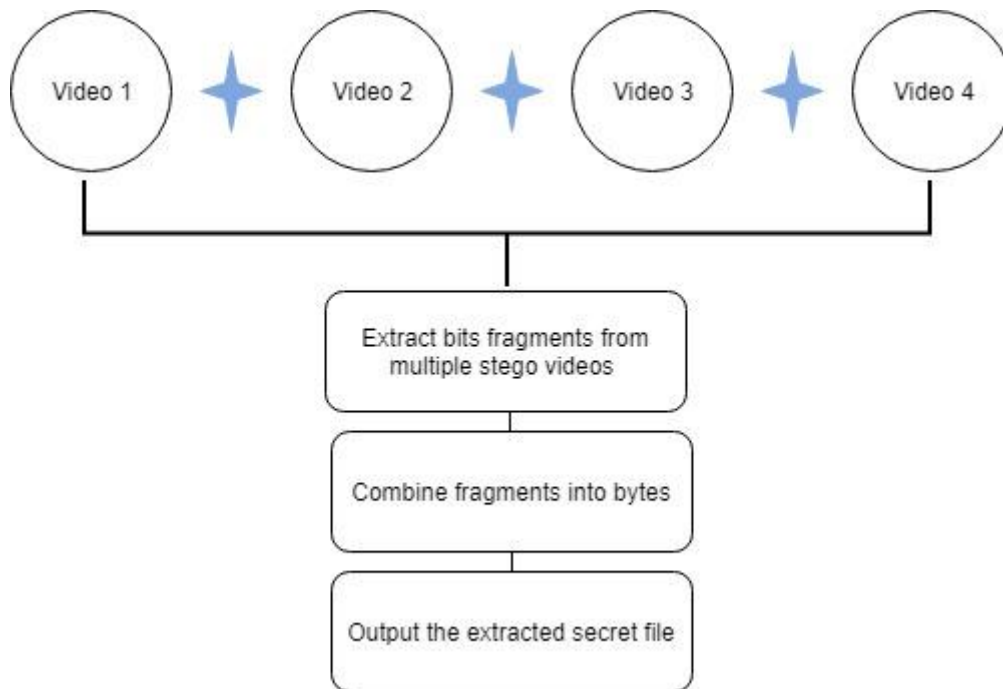 Video 1
Video 2
Video 3
Video 4
Extract bits fragments from
multiple stego videos
Combine fragments into bytes
Output the extracted secret file